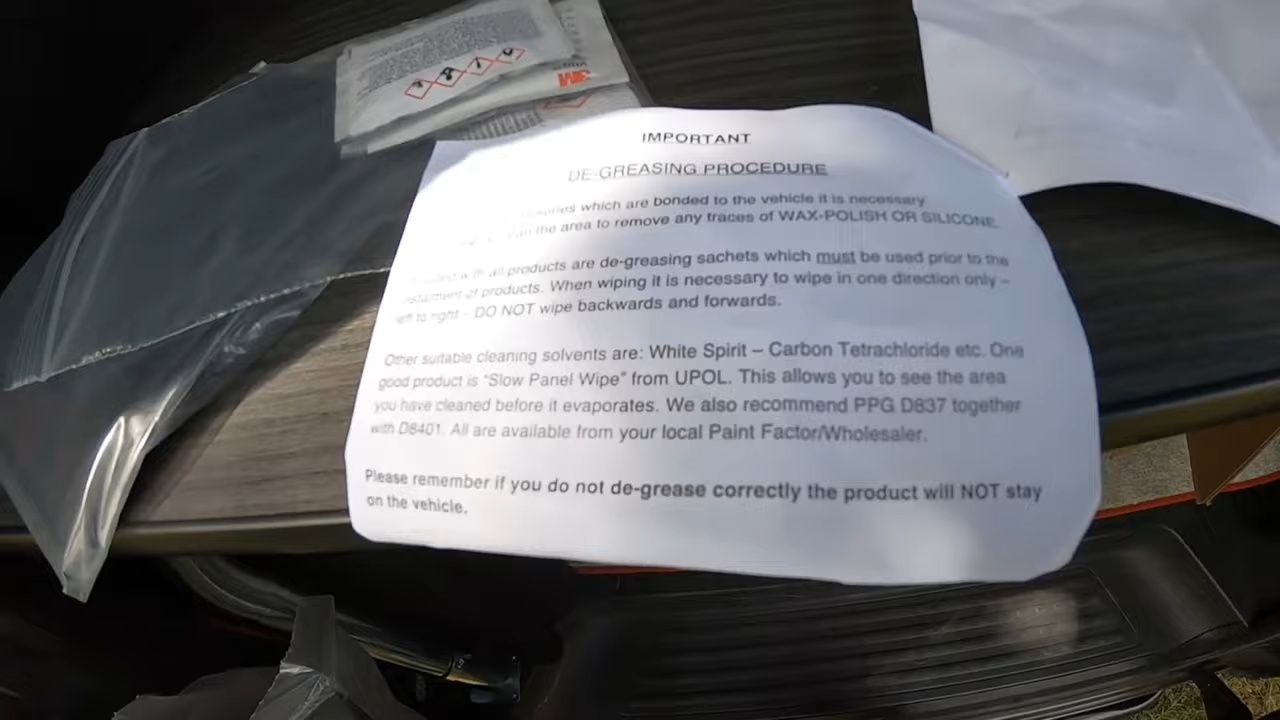 3M
IMPORTANT
DE-GREASING PROCEDURE
which are bonded to the vehicle it is necessary
the area to remove any traces of WAX-POLISH OR SILICONE.
with all products are de-greasing sachets which must be used prior to the
of products. When wiping it is necessary to wipe in one direction only –
left to right – DO NOT wipe backwards and forwards.
Other suitable cleaning solvents are: White Spirit – Carbon Tetrachloride etc. One
good product is "Slow Panel Wipe" from UPOL. This allows you to see the area
you have cleaned before it evaporates. We also recommend PPG D837 together
with D8401. All are available from your local Paint Factor/Wholesaler.
Please remember if you do not de-grease correctly the product will NOT stay
on the vehicle.